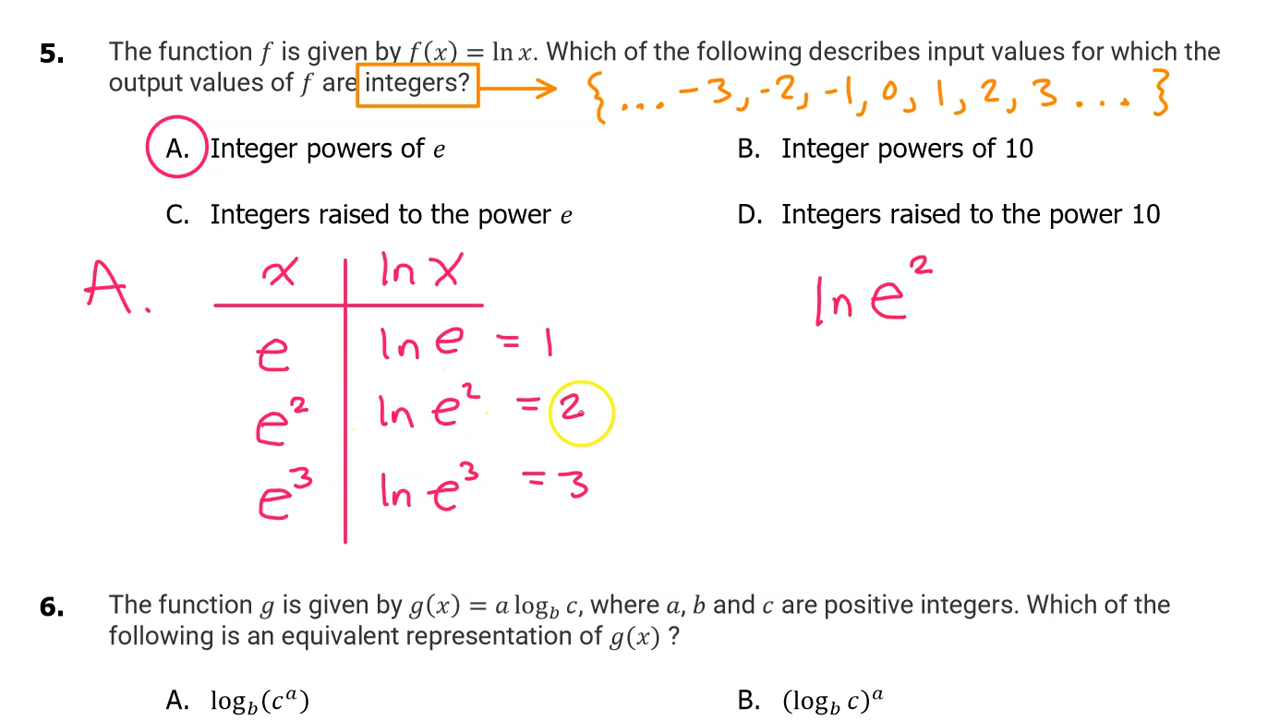 5. The function f is given by f(x) = ln x. Which of the following describes input values for which the
output values of f are integers? → {... -3, -2, -1, 0, 1, 2, 3 ...}
A. Integer powers of e B. Integer powers of 10
C. Integers raised to the power e D. Integers raised to the power 10
A. x ln x
ln e²
e ln e = 1
e² ln e² = 2
e³ ln e³ = 3
6. The function g is given by g(x) = a log_b c, where a, b and c are positive integers. Which of the
following is an equivalent representation of g(x) ?
A. log_b(c^a) B. (log_b c)^a